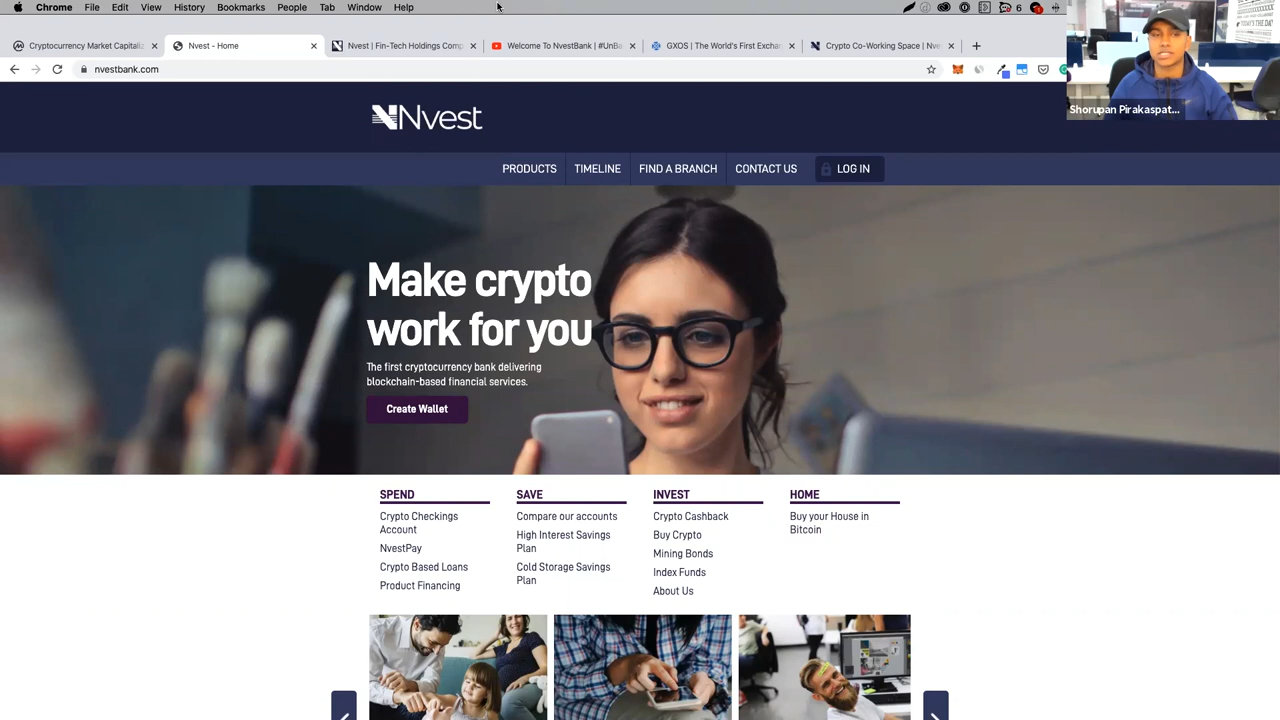 Chrome File Edit View History Bookmarks People Tab Window Help 6
Cryptocurrency Market Capitaliz
Nvest - Home
Nvest | Fin-Tech Holdings Comp
Welcome To NvestBank | #UnBa
GXOS | The World's First Exchan
Crypto Co-Working Space | Nve
nvestbank.com
Shorupan Pirakaspat...
Nvest
PRODUCTS TIMELINE FIND A BRANCH CONTACT US LOG IN
Make crypto
work for you
The first cryptocurrency bank delivering
blockchain-based financial services.
Create Wallet
SPEND
Crypto Checkings
Account
NvestPay
Crypto Based Loans
Product Financing
SAVE
Compare our accounts
High Interest Savings
Plan
Cold Storage Savings
Plan
INVEST
Crypto Cashback
Buy Crypto
Mining Bonds
Index Funds
About Us
HOME
Buy your House in
Bitcoin